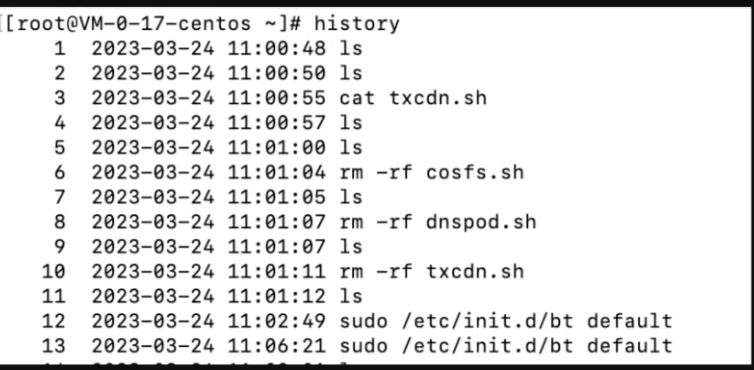 [[root@VM-0-17-centos ~]# history
1 2023-03-24 11:00:48 ls
2 2023-03-24 11:00:50 ls
3 2023-03-24 11:00:55 cat txcdn.sh
4 2023-03-24 11:00:57 ls
5 2023-03-24 11:01:00 ls
6 2023-03-24 11:01:04 rm -rf cosfs.sh
7 2023-03-24 11:01:05 ls
8 2023-03-24 11:01:07 rm -rf dnspod.sh
9 2023-03-24 11:01:07 ls
10 2023-03-24 11:01:11 rm -rf txcdn.sh
11 2023-03-24 11:01:12 ls
12 2023-03-24 11:02:49 sudo /etc/init.d/bt default
13 2023-03-24 11:06:21 sudo /etc/init.d/bt default